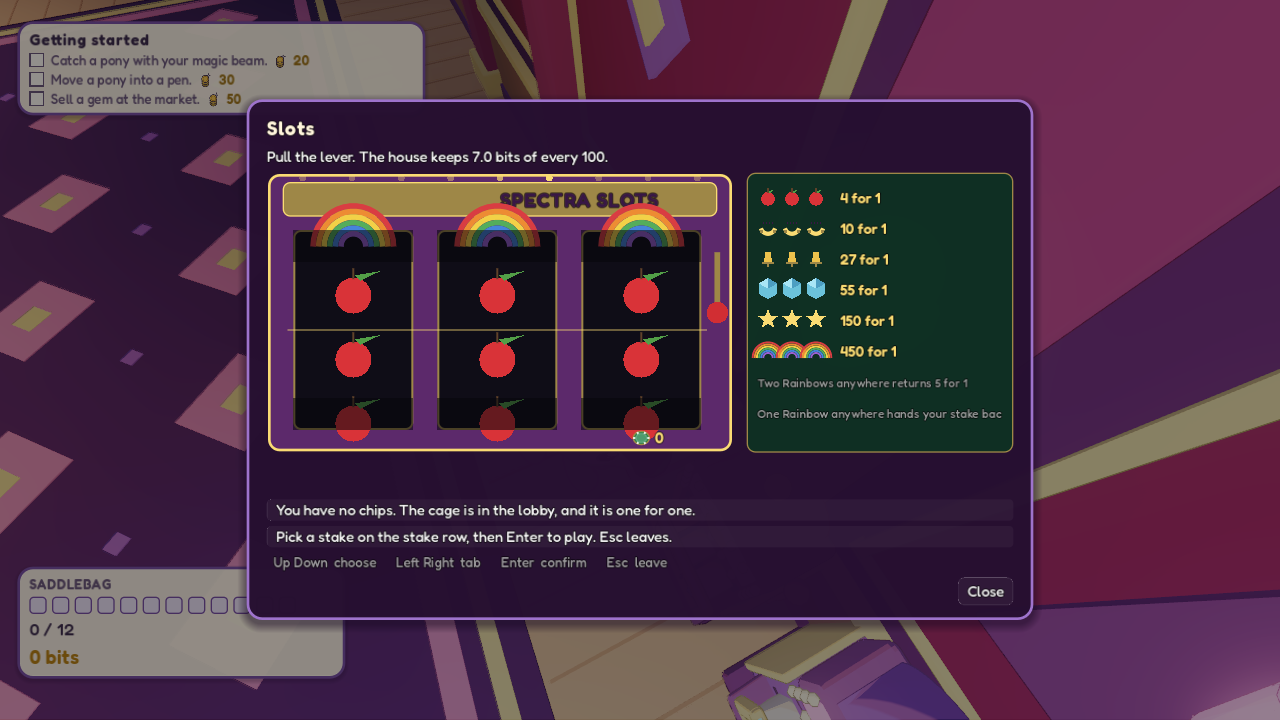 Getting started
Catch a pony with your magic beam. 20
Move a pony into a pen. 30
Sell a gem at the market. 50
Slots
Pull the lever. The house keeps 7.0 bits of every 100.
SPECTRA SLOTS
4 for 1
10 for 1
27 for 1
55 for 1
150 for 1
450 for 1
Two Rainbows anywhere returns 5 for 1
One Rainbow anywhere hands your stake bac
0
You have no chips. The cage is in the lobby, and it is one for one.
Pick a stake on the stake row, then Enter to play. Esc leaves.
Up Down choose Left Right tab Enter confirm Esc leave
Close
SADDLEBAG
0 / 12
0 bits